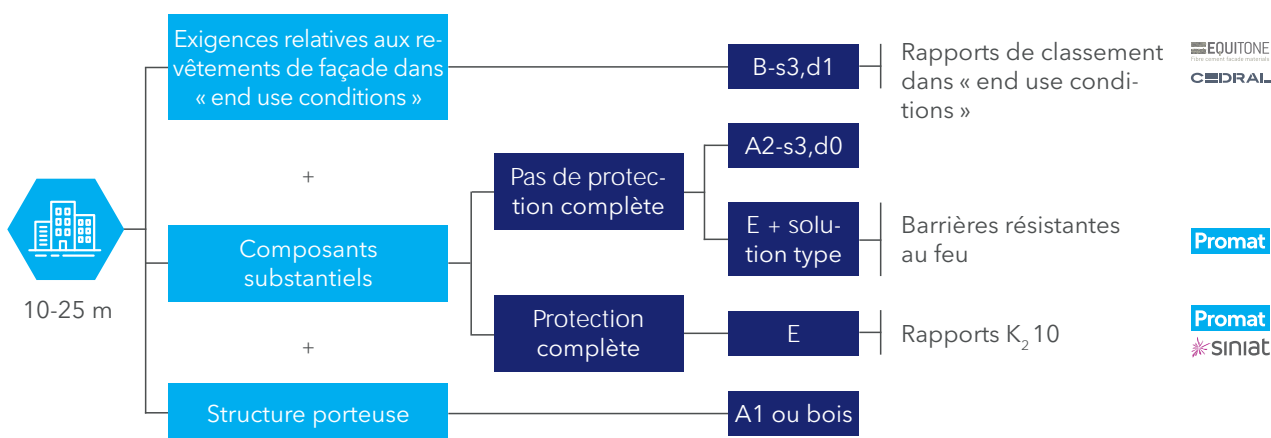 Exigences relatives aux re-
vêtements de façade dans
« end use conditions »
B-s3,d1
Rapports de classement
dans « end use condi-
tions »
EQUITONE
Fibre cement facade materials
CEDRAL
+
Pas de protec-
tion complète
A2-s3,d0
Composants
substantiels
E + solu-
tion type
Barrières résistantes
au feu
Promat
10-25 m
+
Protection
complète
E
Rapports K₂10
Promat
siniat
Structure porteuse
A1 ou bois